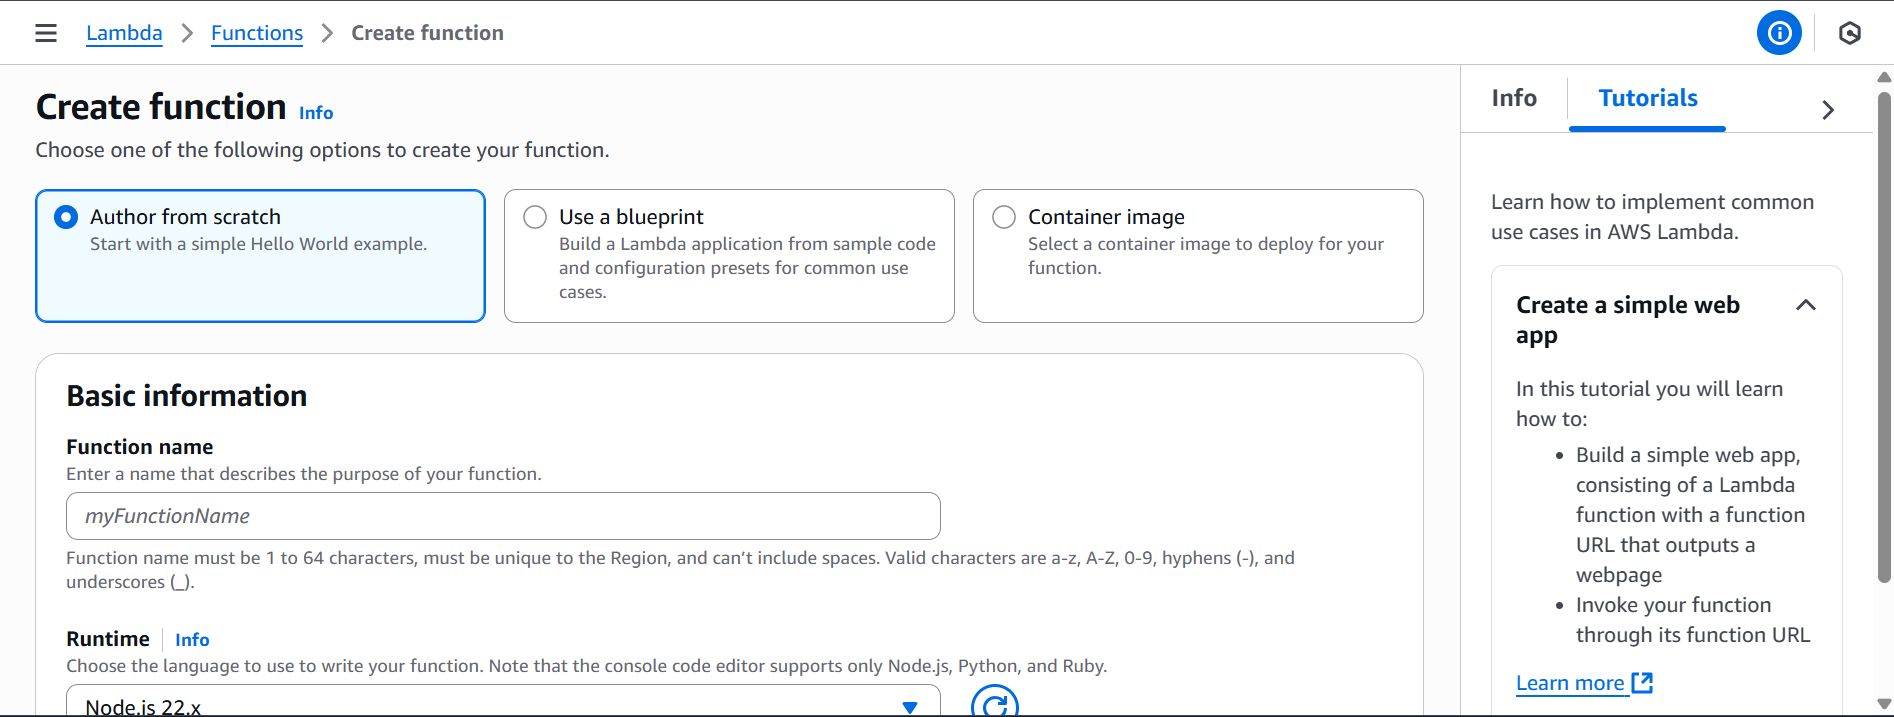 Lambda > Functions > Create function
Create function Info
Choose one of the following options to create your function.
Author from scratch
Start with a simple Hello World example.
Use a blueprint
Build a Lambda application from sample code
and configuration presets for common use
cases.
Container image
Select a container image to deploy for your
function.
Basic information
Function name
Enter a name that describes the purpose of your function.
myFunctionName
Function name must be 1 to 64 characters, must be unique to the Region, and can’t include spaces. Valid characters are a-z, A-Z, 0-9, hyphens (-), and
underscores (_).
Runtime Info
Choose the language to use to write your function. Note that the console code editor supports only Node.js, Python, and Ruby.
Node.js 22.x
Info
Tutorials
Learn how to implement common
use cases in AWS Lambda.
Create a simple web
app
In this tutorial you will learn
how to:
• Build a simple web app,
consisting of a Lambda
function with a function
URL that outputs a
webpage
• Invoke your function
through its function URL
Learn more